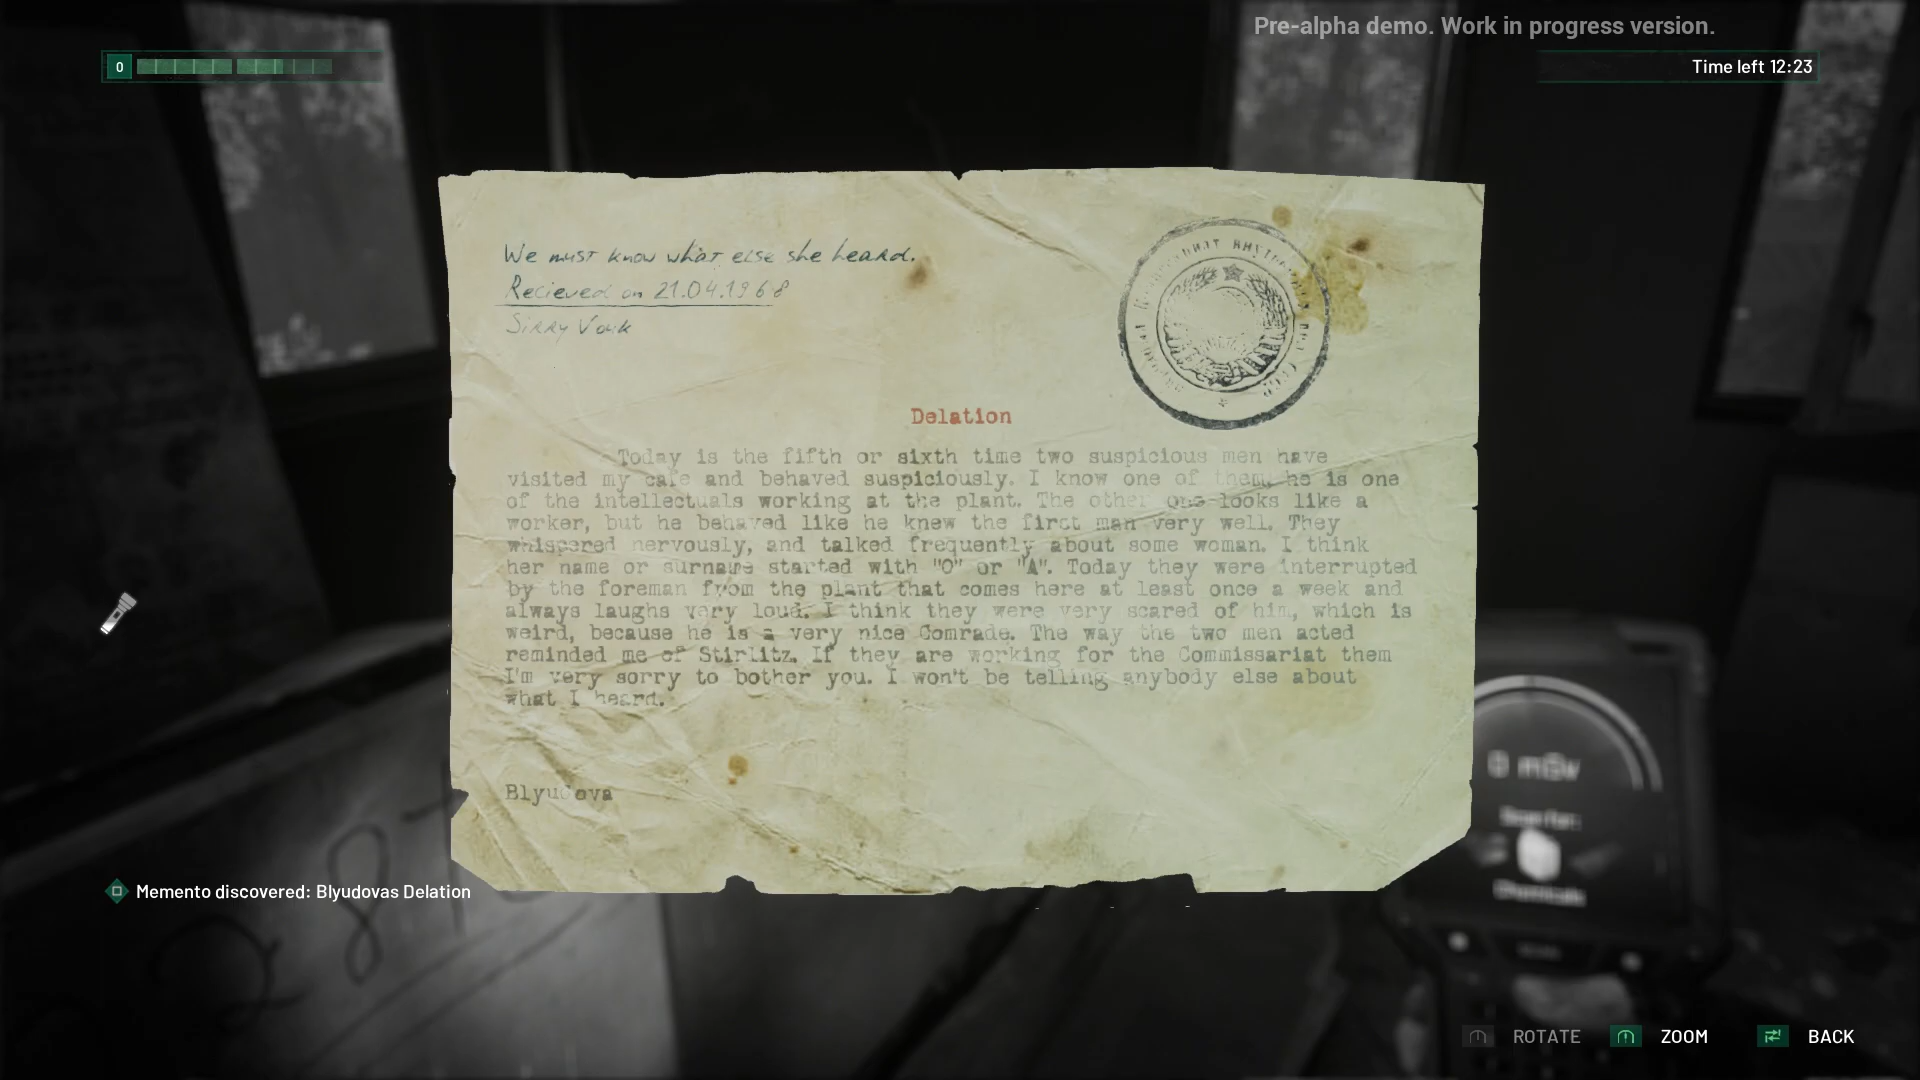 Pre-alpha demo. Work in progress version.
0
Time left 12:23
We must know what else she heard.
Recieved on 21.04.1968
Delation
Today is the fifth or sixth time two suspicious men have
visited my cafe and behaved suspiciously. I know one of them, he is one
of the intellectuals working at the plant. The other one looks like a
worker, but he behaved like he knew the first man very well. They
whispered nervously, and talked frequently about some woman. I think
her name or surname started with "O" or "A". Today they were interrupted
by the foreman from the plant that comes here at least once a week and
always laughs very loud. I think they were very scared of him, which is
weird, because he is a very nice Comrade. The way the two men acted
reminded me of Stirlitz. If they are working for the Commissariat them
I'm very sorry to bother you. I won't be telling anybody else about
what I heard.
Blyudova
0 mGy
Scan for:
Chemicals
Memento discovered: Blyudovas Delation
ROTATE
ZOOM
BACK